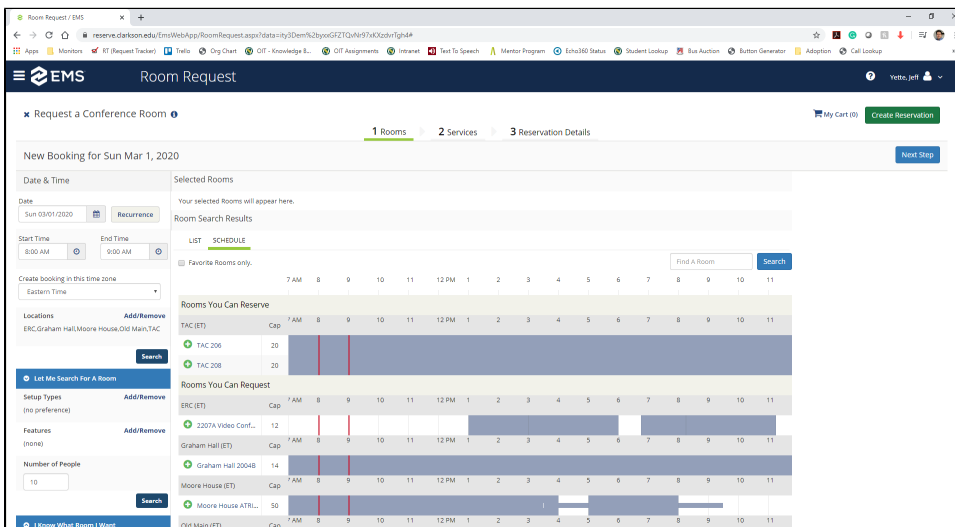 Room Request / EMS
reserve.clarkson.edu/EmsWebApp/RoomRequest.aspx?data=ity3Dem%2byxxGFZTQvNr97xKXzdvrTgh4#
Apps Monitors RT (Request Tracker) Trello Org Chart OIT - Knowledge B... OIT Assignments Intranet Text To Speech Mentor Program Echo360 Status Student Lookup Bus Auction Button Generator Adoption Call Lookup
EMS Room Request Yette, Jeff
Request a Conference Room My Cart (0) Create Reservation
1 Rooms 2 Services 3 Reservation Details
New Booking for Sun Mar 1, 2020 Next Step
Date & Time
Date
Sun 03/01/2020 Recurrence
Start Time End Time
8:00 AM 9:00 AM
Create booking in this time zone
Eastern Time
Locations Add/Remove
ERC,Graham Hall,Moore House,Old Main,TAC
Search
Let Me Search For A Room
Setup Types Add/Remove
(no preference)
Features Add/Remove
(none)
Number of People
10
Search
I Know What Room I Want
Selected Rooms
Your selected Rooms will appear here.
Room Search Results
LIST SCHEDULE
Favorite Rooms only. Find A Room Search
7 AM 8 9 10 11 12 PM 1 2 3 4 5 6 7 8 9 10 11
Rooms You Can Reserve
TAC (ET) Cap 7 AM 8 9 10 11 12 PM 1 2 3 4 5 6 7 8 9 10 11
TAC 206 20
TAC 208 20
Rooms You Can Request
ERC (ET) Cap 7 AM 8 9 10 11 12 PM 1 2 3 4 5 6 7 8 9 10 11
2207A Video Conf... 12
Graham Hall (ET) Cap 7 AM 8 9 10 11 12 PM 1 2 3 4 5 6 7 8 9 10 11
Graham Hall 2004B 14
Moore House (ET) Cap 7 AM 8 9 10 11 12 PM 1 2 3 4 5 6 7 8 9 10 11
Moore House ATRI... 50
Old Main (ET) Cap 7 AM 8 9 10 11 12 PM 1 2 3 4 5 6 7 8 9 10 11